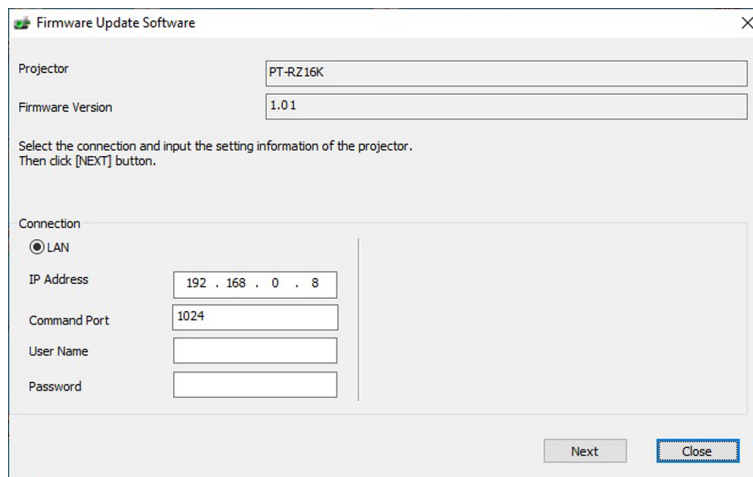 Firmware Update Software
Projector PT-RZ16K
Firmware Version 1.01
Select the connection and input the setting information of the projector.
Then click [NEXT] button.
Connection
LAN
IP Address 192 . 168 . 0 . 8
Command Port 1024
User Name
Password
Next Close